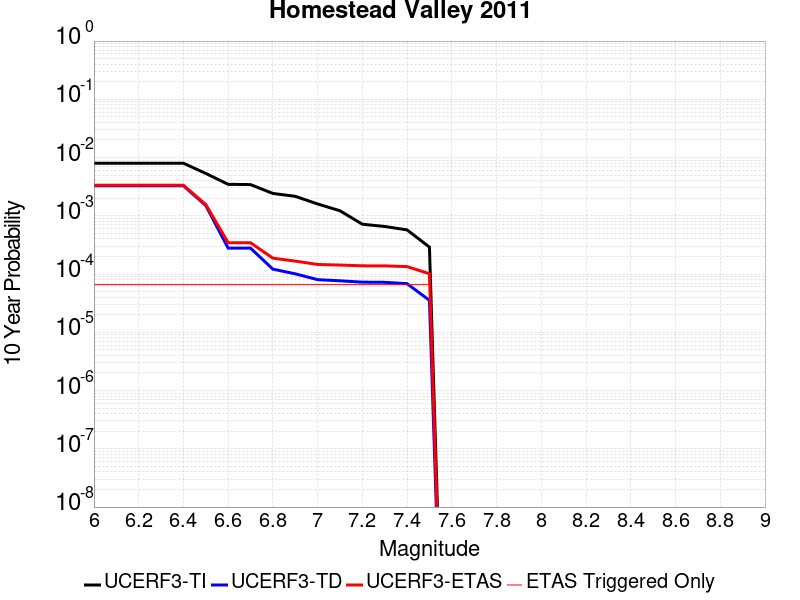 Homestead Valley 2011
10 Year Probability
10^0
10^-1
10^-2
10^-3
10^-4
10^-5
10^-6
10^-7
10^-8
6 6.2 6.4 6.6 6.8 7 7.2 7.4 7.6 7.8 8 8.2 8.4 8.6 8.8 9
Magnitude
UCERF3-TI UCERF3-TD UCERF3-ETAS ETAS Triggered Only